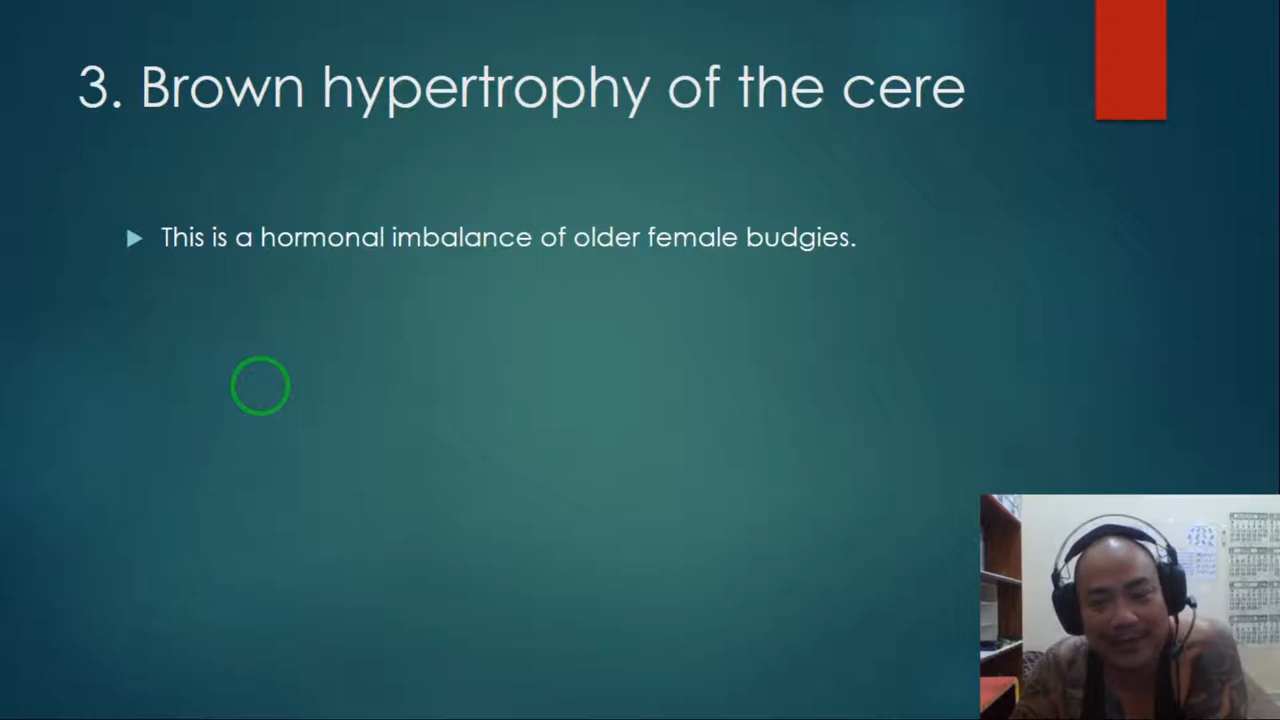 3. Brown hypertrophy of the cere
This is a hormonal imbalance of older female budgies.